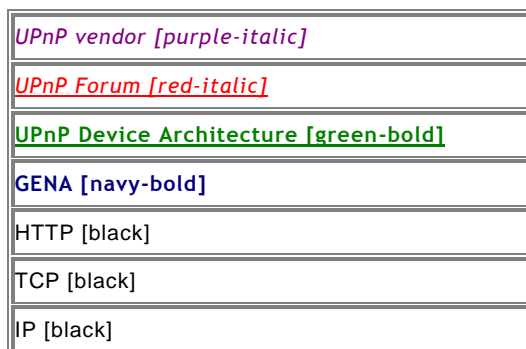 UPnP vendor [purple-italic]
UPnP Forum [red-italic]
UPnP Device Architecture [green-bold]
GENA [navy-bold]
HTTP [black]
TCP [black]
IP [black]